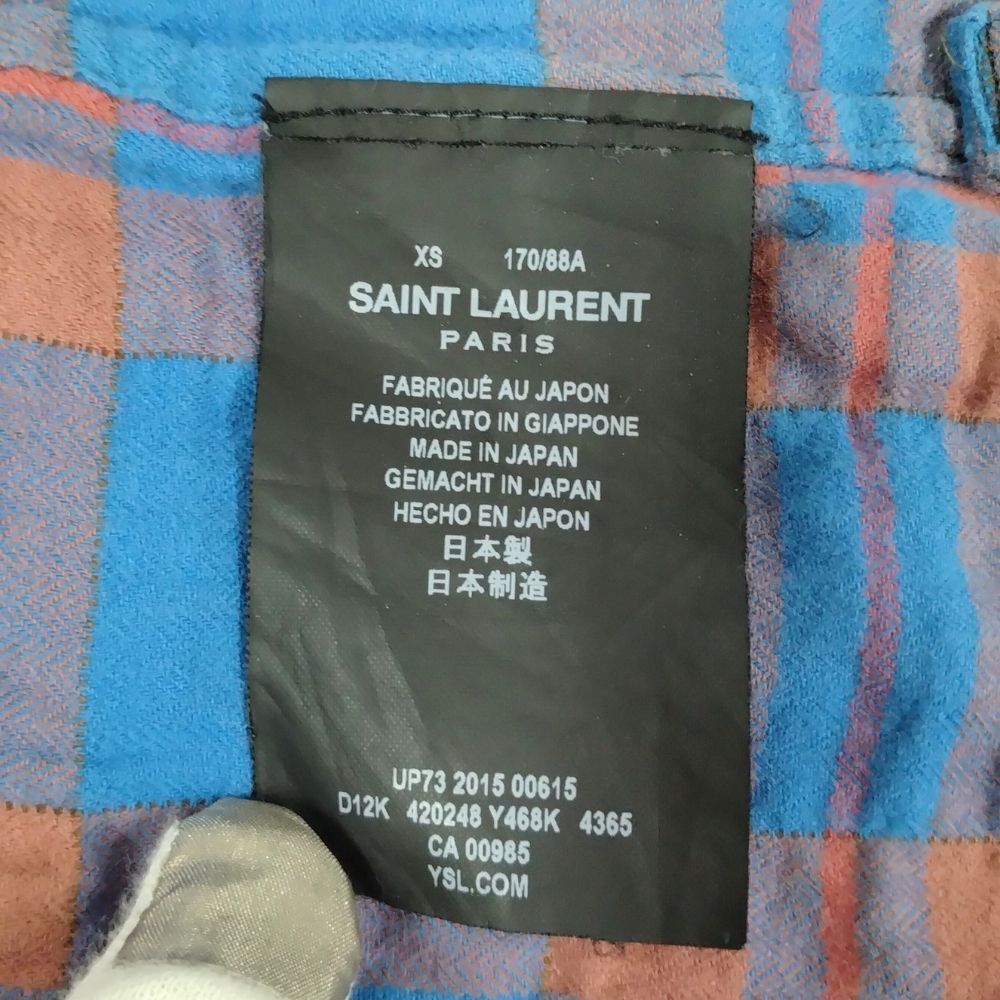 XS 170/88A
SAINT LAURENT
PARIS
FABRIQUÉ AU JAPON
FABBRICATO IN GIAPPONE
MADE IN JAPAN
GEMACHT IN JAPAN
HECHO EN JAPON
日本製
日本制造
UP73 2015 00615
D12K 420248 Y468K 4365
CA 00985
YSL.COM